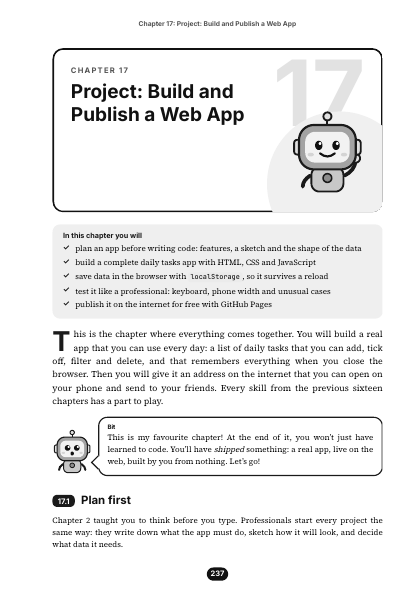 Chapter 17: Project: Build and Publish a Web App
CHAPTER 17
17
Project: Build and
Publish a Web App
In this chapter you will
✓ plan an app before writing code: features, a sketch and the shape of the data
✓ build a complete daily tasks app with HTML, CSS and JavaScript
✓ save data in the browser with localStorage , so it survives a reload
✓ test it like a professional: keyboard, phone width and unusual cases
✓ publish it on the internet for free with GitHub Pages
This is the chapter where everything comes together. You will build a real
app that you can use every day: a list of daily tasks that you can add, tick
off, filter and delete, and that remembers everything when you close the
browser. Then you will give it an address on the internet that you can open on
your phone and send to your friends. Every skill from the previous sixteen
chapters has a part to play.
Bit
This is my favourite chapter! At the end of it, you won't just have
learned to code. You'll have shipped something: a real app, live on the
web, built by you from nothing. Let's go!
17.1 Plan first
Chapter 2 taught you to think before you type. Professionals start every project the
same way: they write down what the app must do, sketch how it will look, and decide
what data it needs.
237